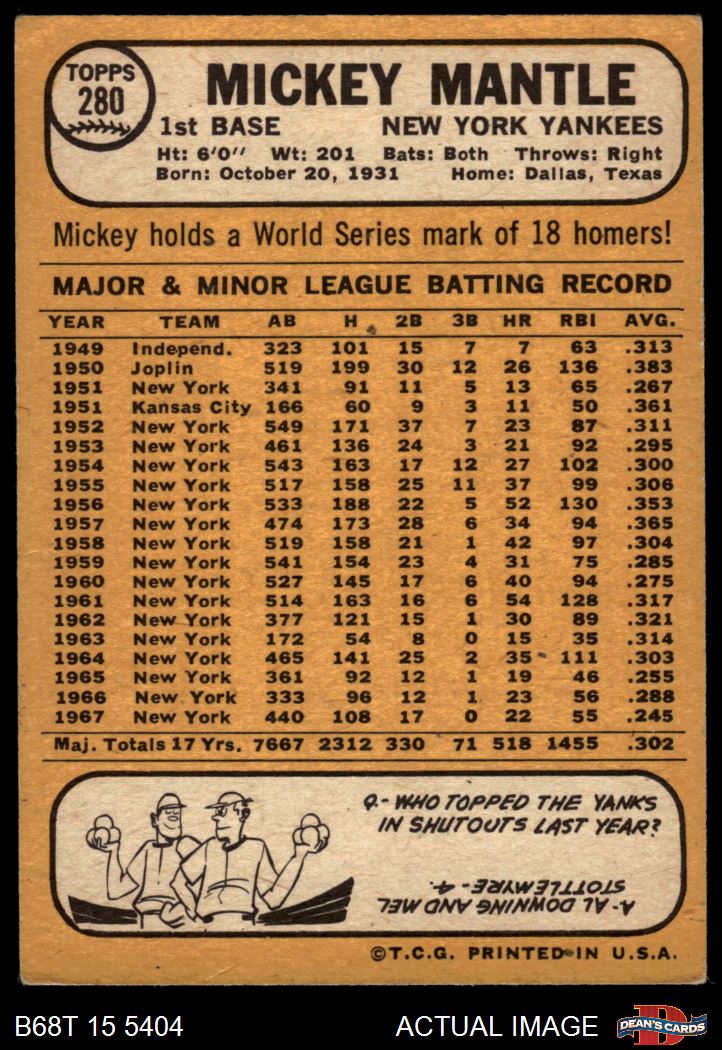 TOPPS
280
MICKEY MANTLE
1st BASE NEW YORK YANKEES
Ht: 6'0'' Wt: 201 Bats: Both Throws: Right
Born: October 20, 1931 Home: Dallas, Texas
Mickey holds a World Series mark of 18 homers!
MAJOR & MINOR LEAGUE BATTING RECORD
YEAR TEAM AB H 2B 3B HR RBI AVG.
1949 Independ. 323 101 15 7 7 63 .313
1950 Joplin 519 199 30 12 26 136 .383
1951 New York 341 91 11 5 13 65 .267
1951 Kansas City 166 60 9 3 11 50 .361
1952 New York 549 171 37 7 23 87 .311
1953 New York 461 136 24 3 21 92 .295
1954 New York 543 163 17 12 27 102 .300
1955 New York 517 158 25 11 37 99 .306
1956 New York 533 188 22 5 52 130 .353
1957 New York 474 173 28 6 34 94 .365
1958 New York 519 158 21 1 42 97 .304
1959 New York 541 154 23 4 31 75 .285
1960 New York 527 145 17 6 40 94 .275
1961 New York 514 163 16 6 54 128 .317
1962 New York 377 121 15 1 30 89 .321
1963 New York 172 54 8 0 15 35 .314
1964 New York 465 141 25 2 35 111 .303
1965 New York 361 92 12 1 19 46 .255
1966 New York 333 96 12 1 23 56 .288
1967 New York 440 108 17 0 22 55 .245
Maj. Totals 17 Yrs. 7667 2312 330 71 518 1455 .302
Q.- WHO TOPPED THE YANKS
IN SHUTOUTS LAST YEAR?
A- AL DOWNING AND MEL
STOTTLEMYRE - 4.
©T.C.G. PRINTED IN U.S.A.
B68T 15 5404 ACTUAL IMAGE D DEAN'S CARDS